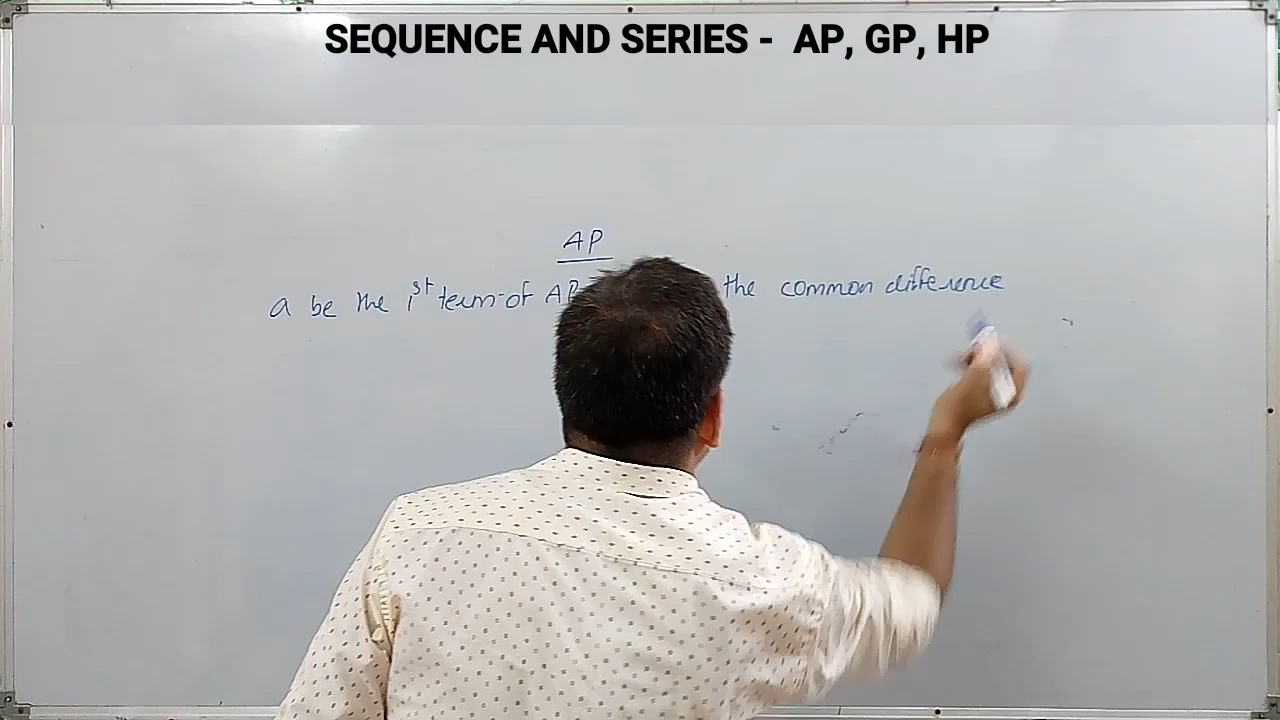 SEQUENCE AND SERIES - AP, GP, HP
AP
a be the 1st term of AP the common difference